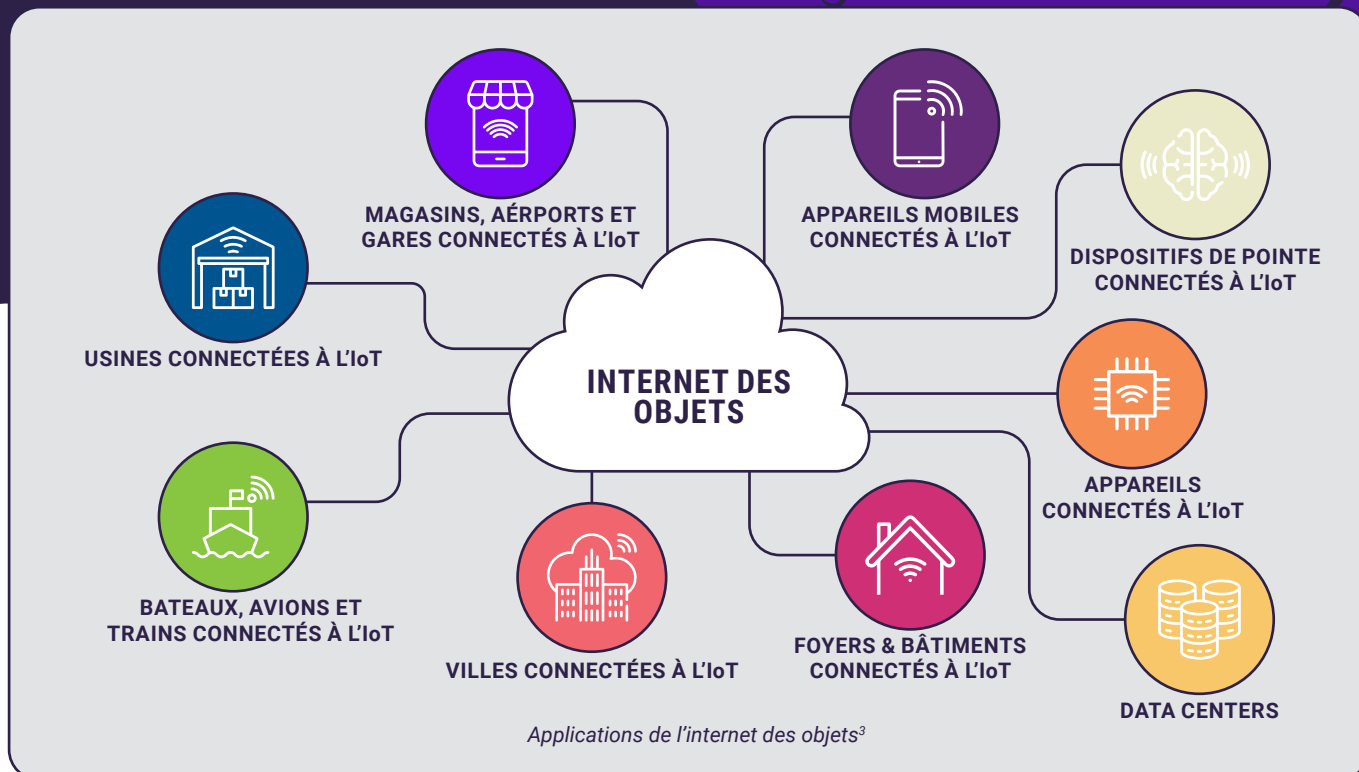 MAGASINS, AÉRPORTS ET
GARES CONNECTÉS À L’IoT
APPAREILS MOBILES
CONNECTÉS À L’IoT
DISPOSITIFS DE POINTE
CONNECTÉS À L’IoT
USINES CONNECTÉES À L’IoT
INTERNET DES
OBJETS
APPAREILS
CONNECTÉS À L’IoT
BATEAUX, AVIONS ET
TRAINS CONNECTÉS À L’IoT
VILLES CONNECTÉES À L’IoT
FOYERS & BÂTIMENTS
CONNECTÉS À L’IoT
DATA CENTERS
Applications de l’internet des objets³